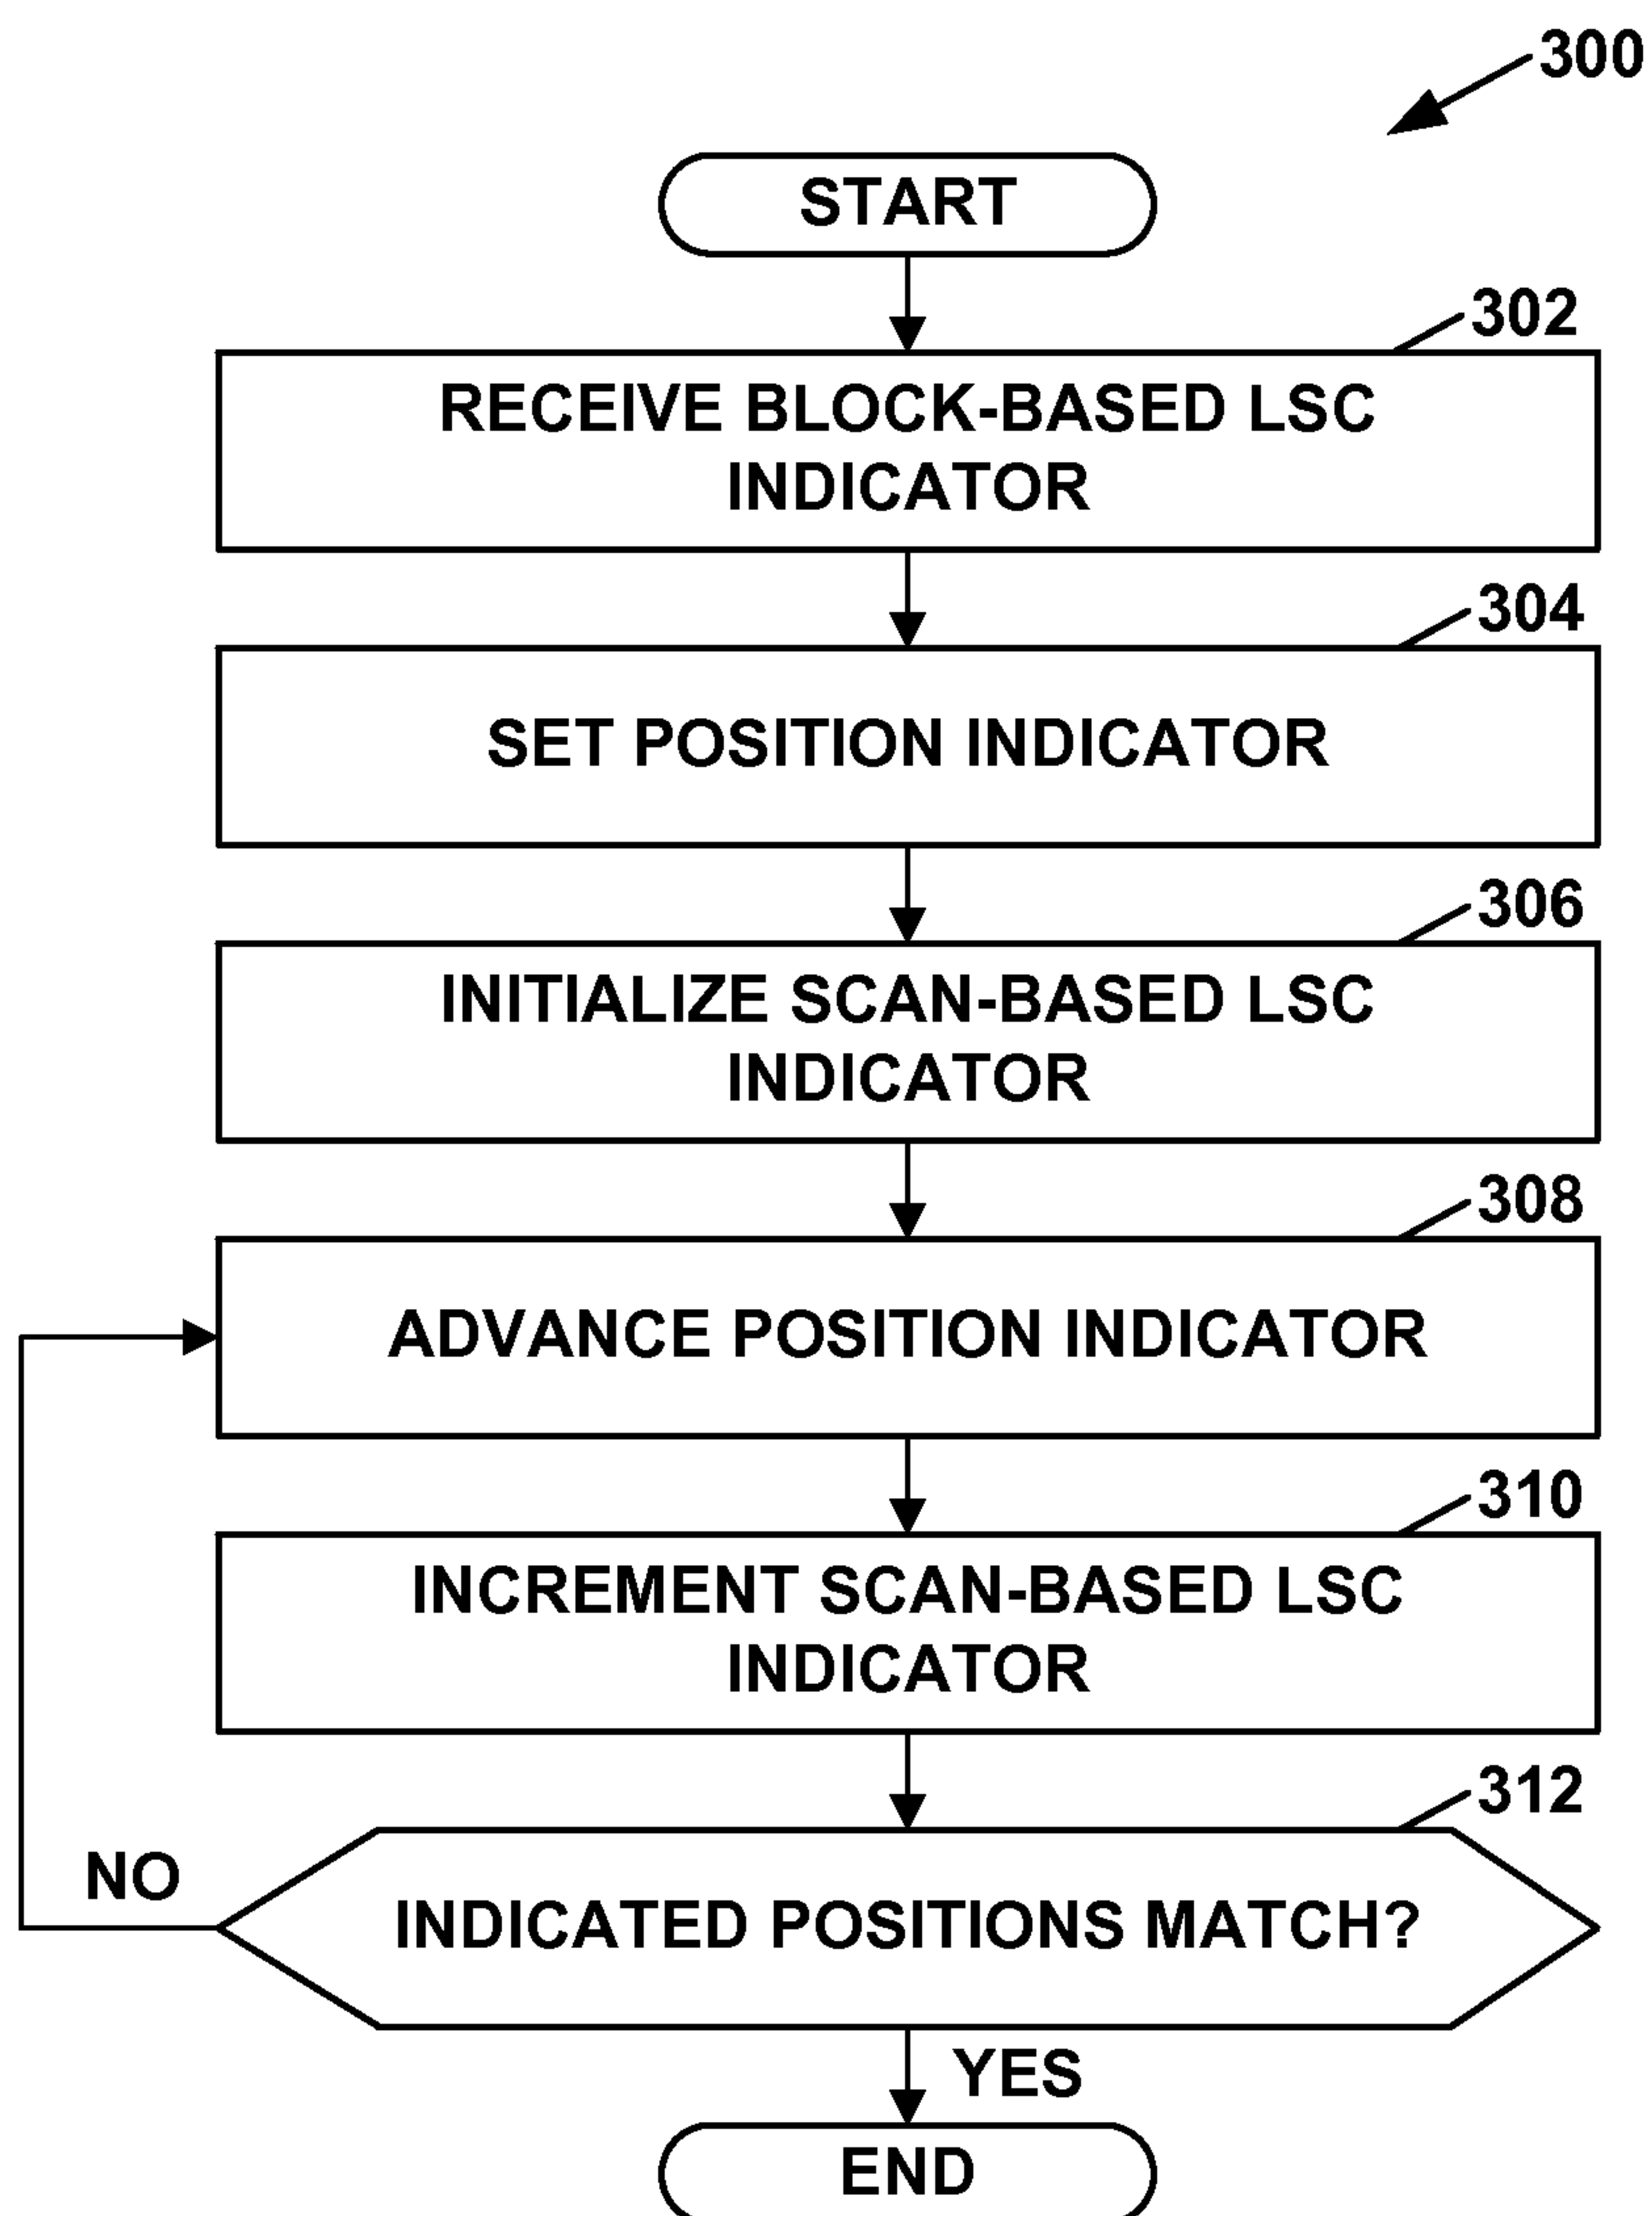 300
START
302
RECEIVE BLOCK-BASED LSC
INDICATOR
304
SET POSITION INDICATOR
306
INITIALIZE SCAN-BASED LSC
INDICATOR
308
ADVANCE POSITION INDICATOR
310
INCREMENT SCAN-BASED LSC
INDICATOR
312
NO
INDICATED POSITIONS MATCH?
YES
END